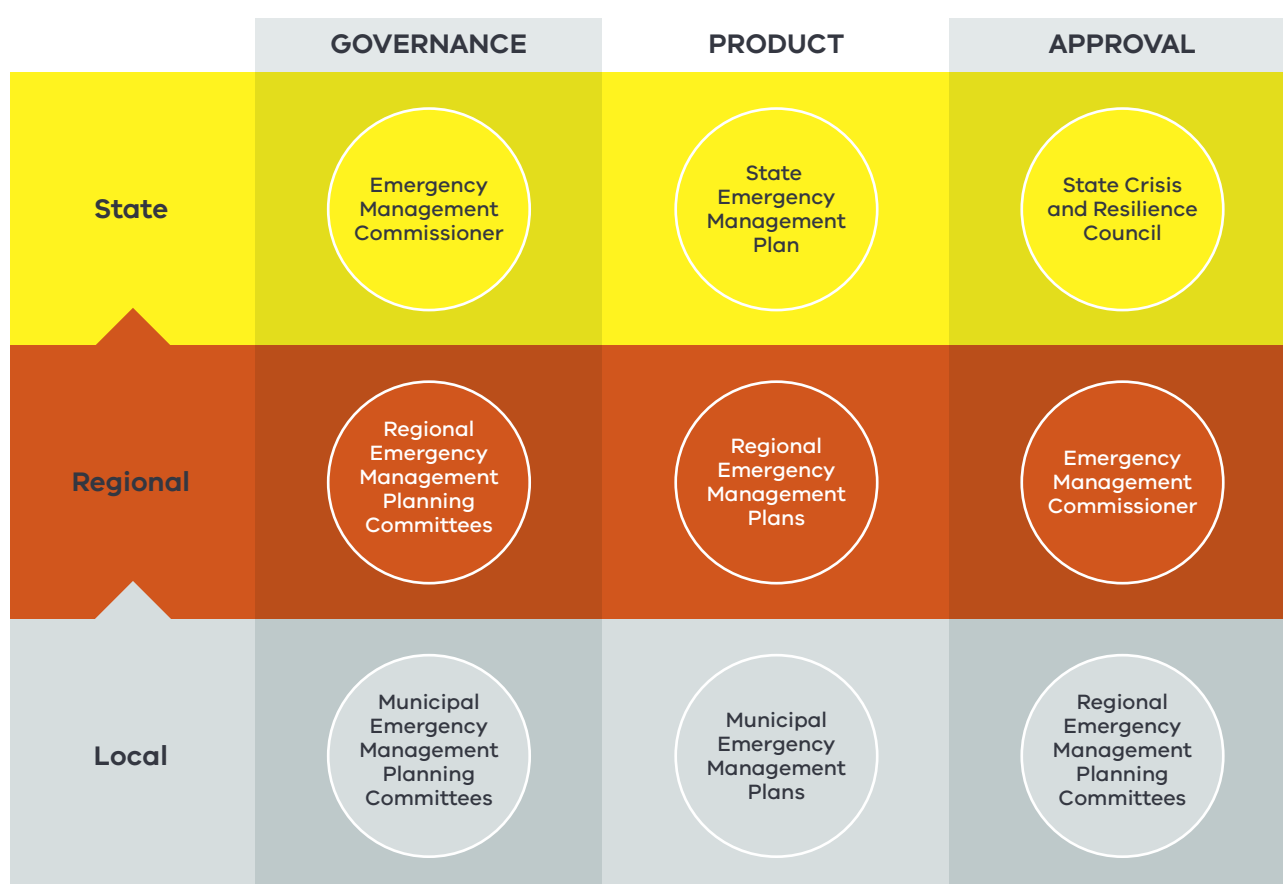 GOVERNANCE
PRODUCT
APPROVAL
State
Emergency
Management
Commissioner
State
Emergency
Management
Plan
State Crisis
and Resilience
Council
Regional
Regional
Emergency
Management
Planning
Committees
Regional
Emergency
Management
Plans
Emergency
Management
Commissioner
Local
Municipal
Emergency
Management
Planning
Committees
Municipal
Emergency
Management
Plans
Regional
Emergency
Management
Planning
Committees